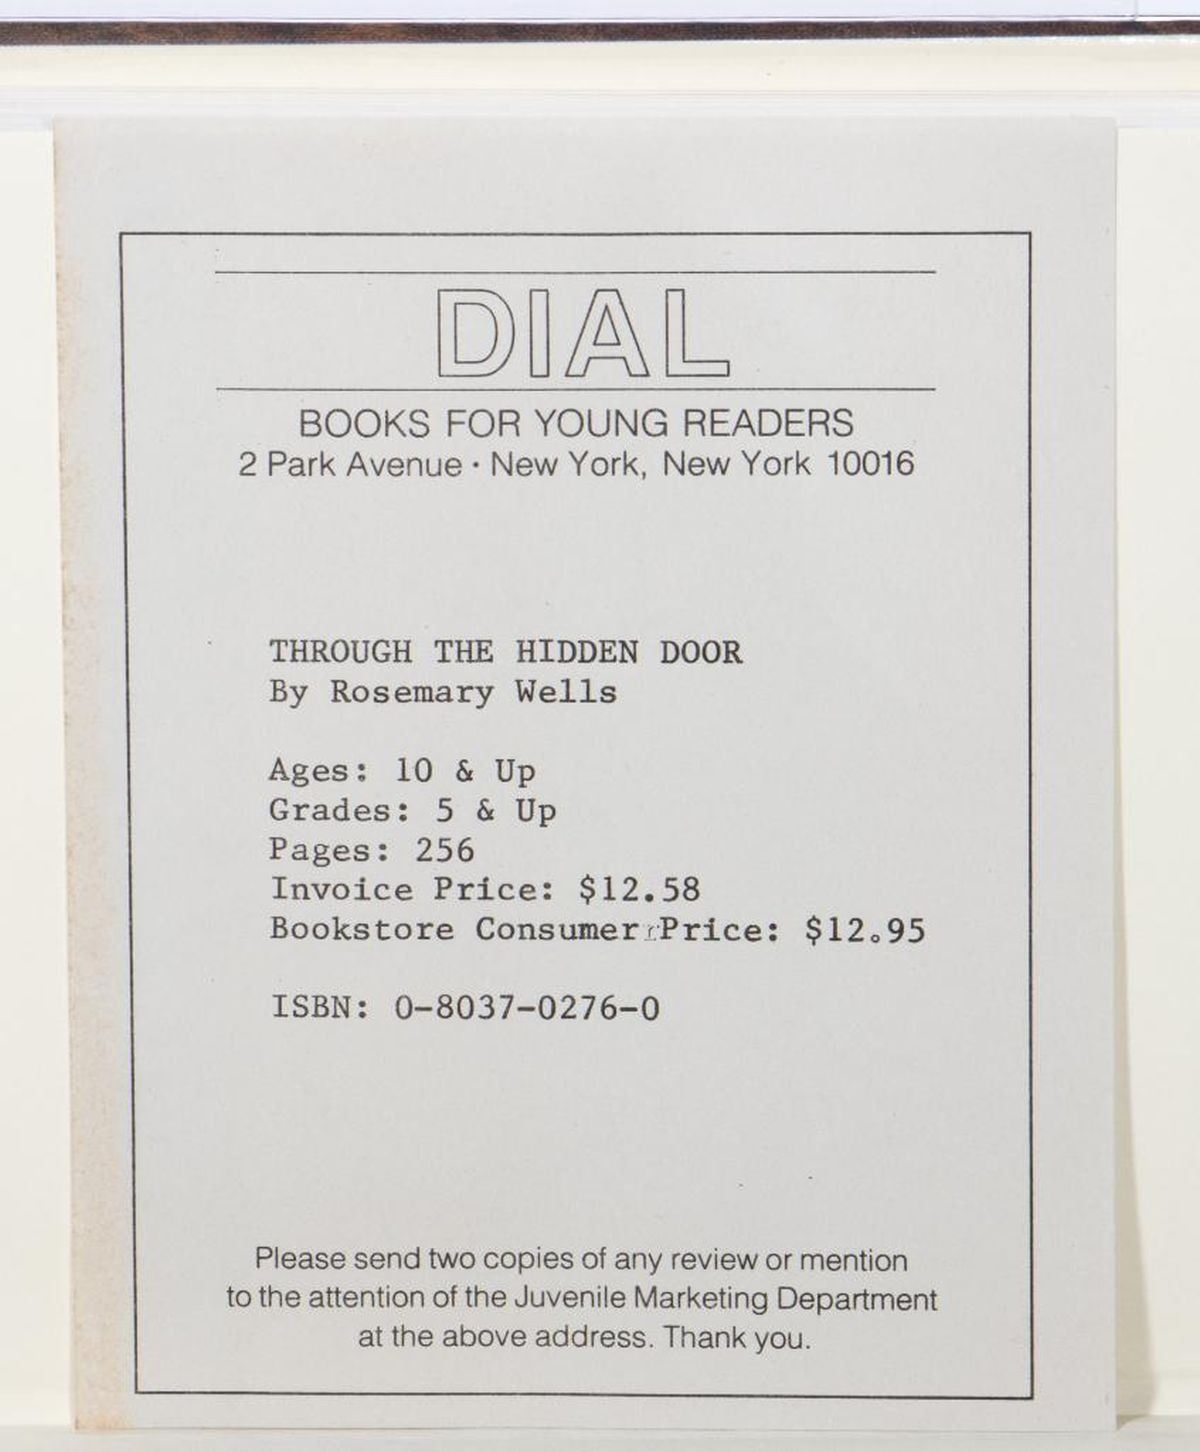 DIAL
BOOKS FOR YOUNG READERS
2 Park Avenue · New York, New York 10016
THROUGH THE HIDDEN DOOR
By Rosemary Wells
Ages: 10 & Up
Grades: 5 & Up
Pages: 256
Invoice Price: $12.58
Bookstore Consumer Price: $12.95
ISBN: 0-8037-0276-0
Please send two copies of any review or mention
to the attention of the Juvenile Marketing Department
at the above address. Thank you.